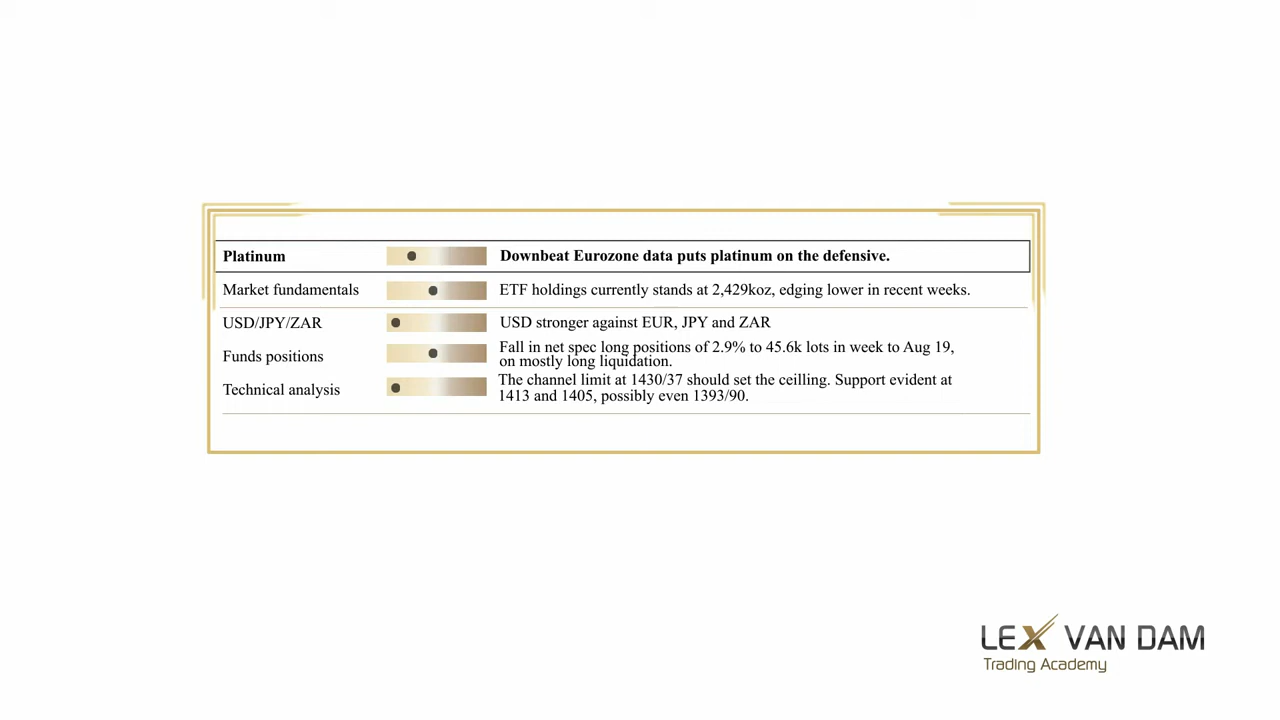 Platinum Downbeat Eurozone data puts platinum on the defensive.
Market fundamentals ETF holdings currently stands at 2,429koz, edging lower in recent weeks.
USD/JPY/ZAR USD stronger against EUR, JPY and ZAR
Funds positions Fall in net spec long positions of 2.9% to 45.6k lots in week to Aug 19,
on mostly long liquidation.
Technical analysis The channel limit at 1430/37 should set the ceilling. Support evident at
1413 and 1405, possibly even 1393/90.
LEX VAN DAM
Trading Academy